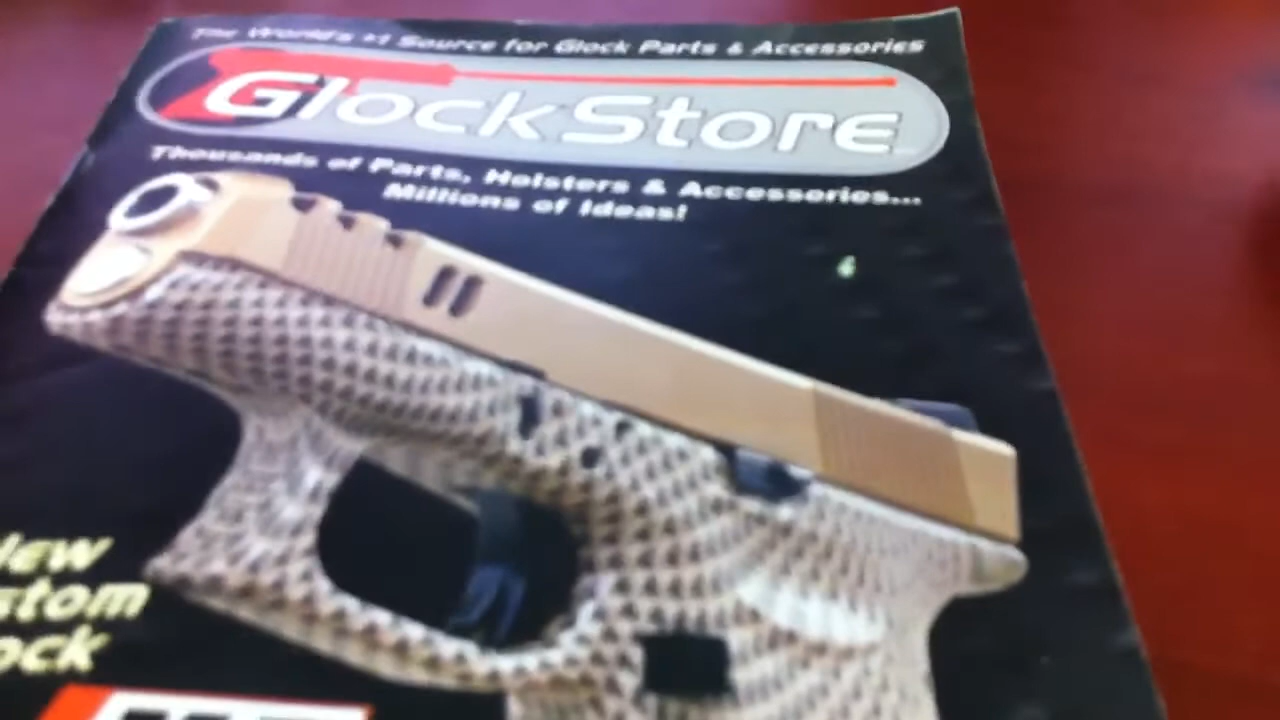 The World's #1 Source for Glock Parts & Accessories
GlockStore
Thousands of Parts, Holsters & Accessories...
Millions of Ideas!